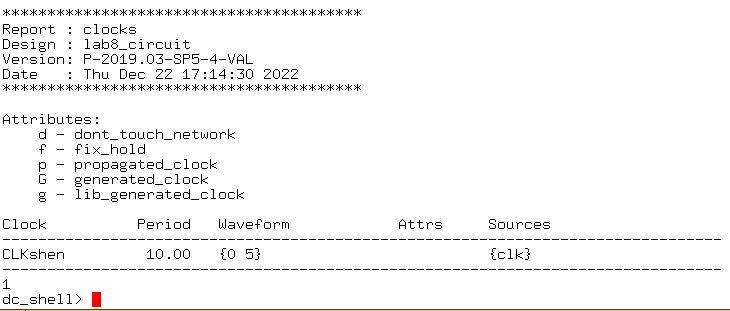 ****************************************
Report : clocks
Design : lab8_circuit
Version: P-2019.03-SP5-4-VAL
Date   : Thu Dec 22 17:14:30 2022
****************************************

Attributes:
    d - dont_touch_network
    f - fix_hold
    p - propagated_clock
    G - generated_clock
    g - lib_generated_clock

Clock          Period   Waveform            Attrs     Sources
--------------------------------------------------------------------------------
CLKshen         10.00   {0 5}                         {clk}
--------------------------------------------------------------------------------
1
dc_shell>